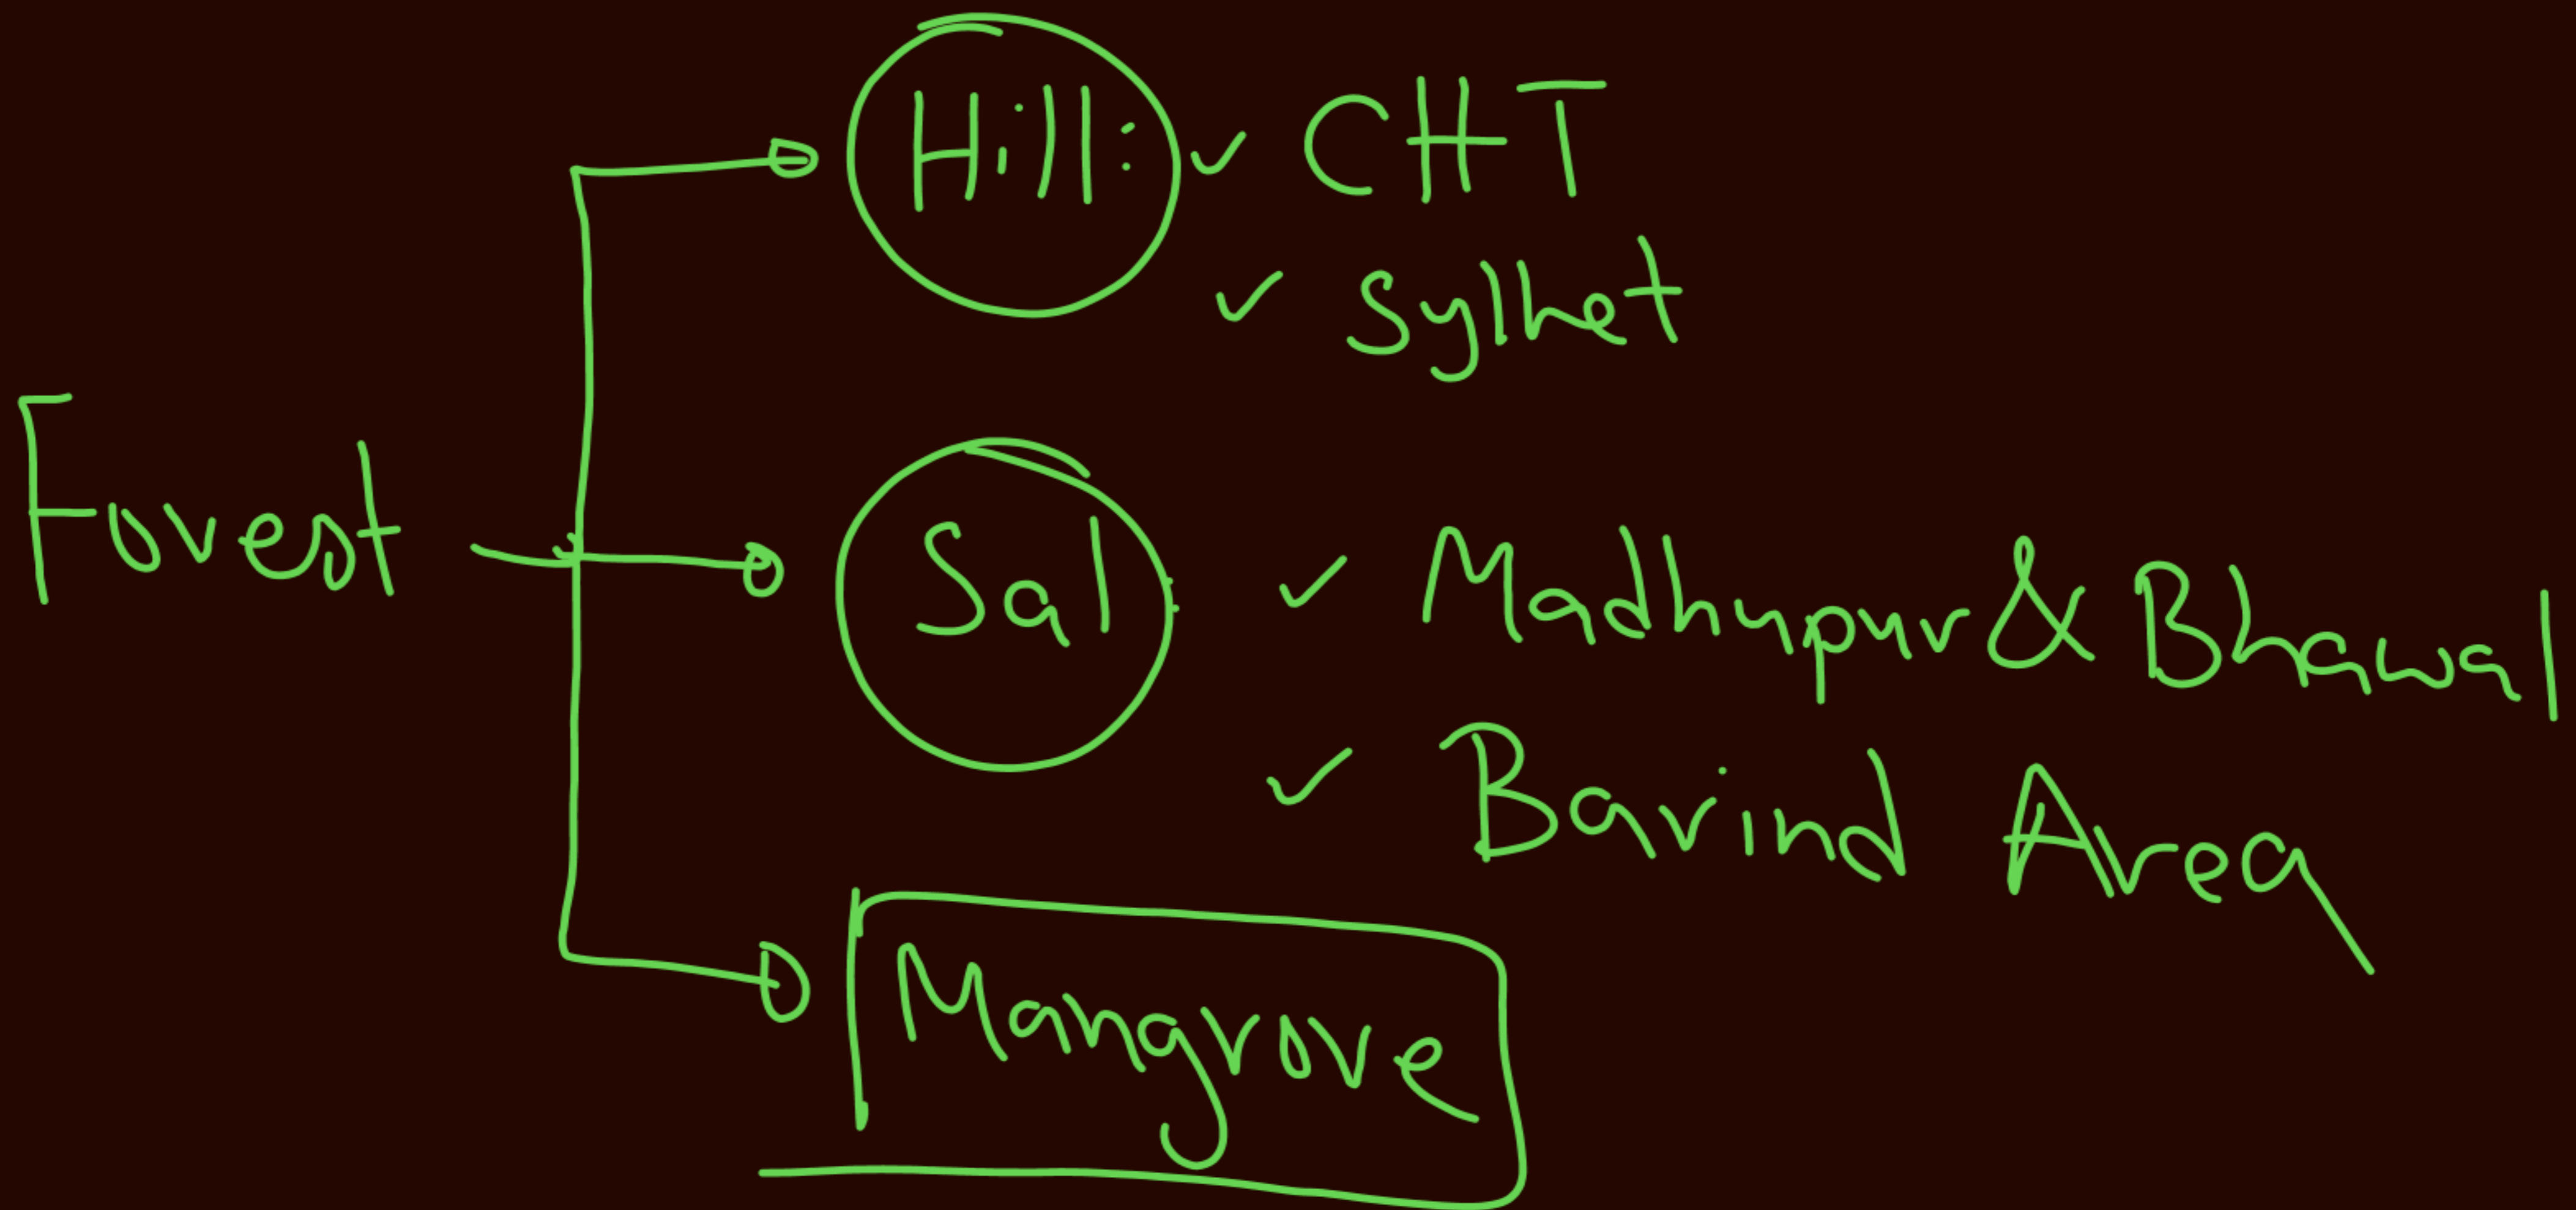 Hill: ✓ CHT
✓ Sylhet
Forest
Sal: ✓ Madhupur & Bhawal
✓ Barind Area
Mangrove